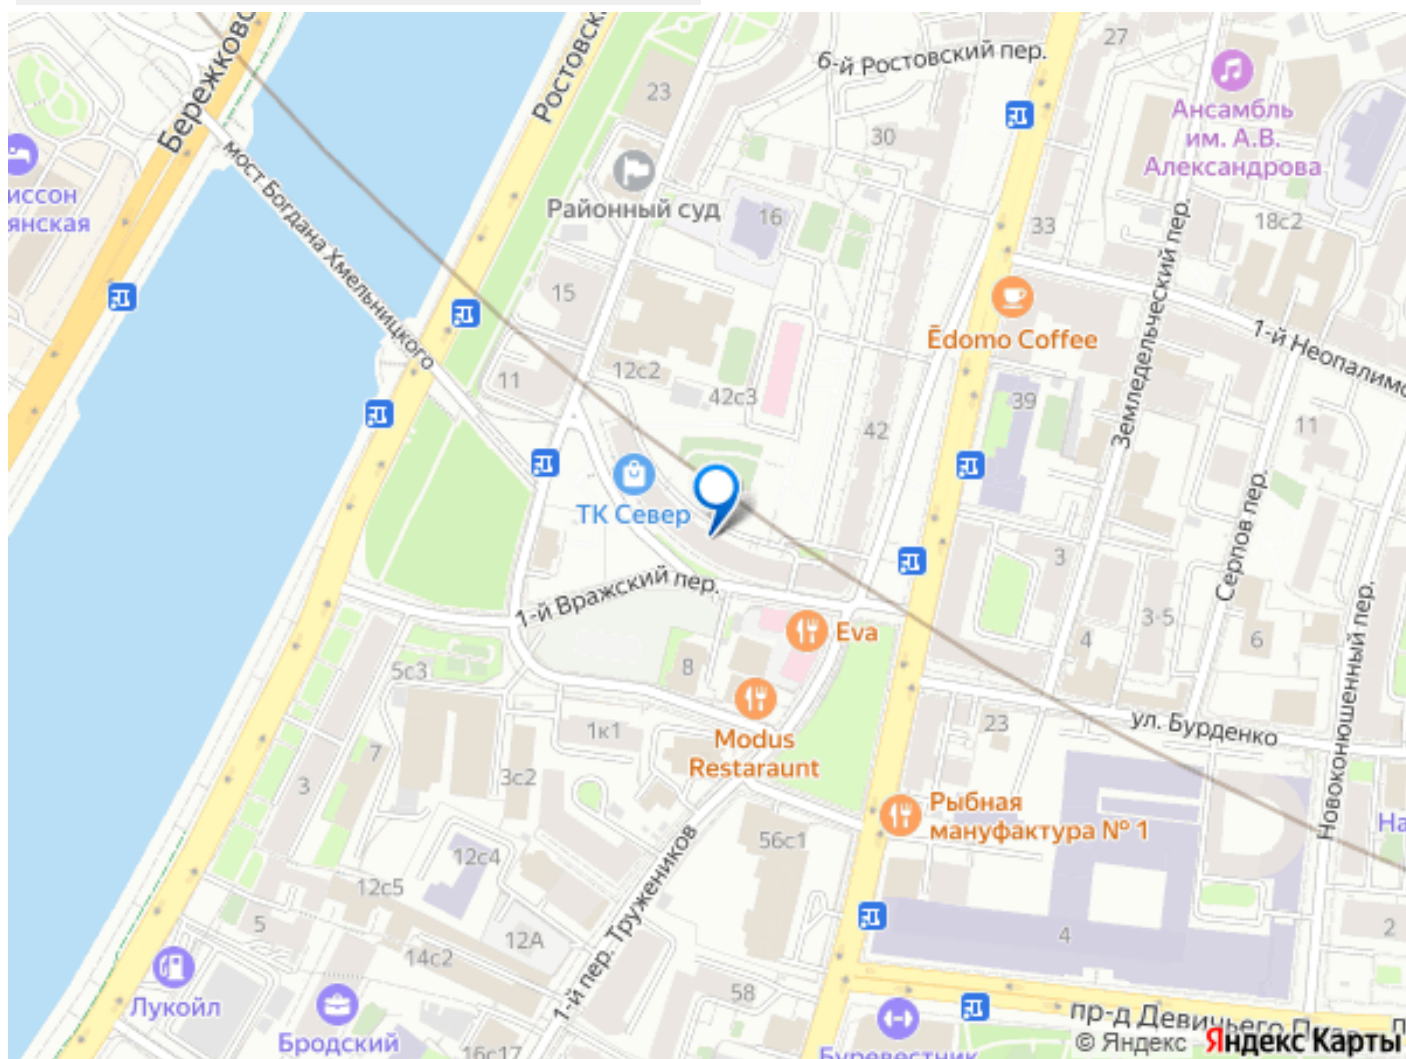 Бережковс
Ростовска
6-й Ростовский пер.
27
23
Ансамбль
им. А.В.
Александрова
30
мост Богдана Хмельницкого
иссон
янская
Районный суд
16
33
18с2
Земледельческий пер.
15
Ēdomo Coffee
1-й Неопалимо
11
12с2
42с3
39
42
11
ТК Север
Серпов пер.
3
1-й Вражский пер.
Eva
3-5
4
6
Новоконюшенный пер.
5с3
8
Modus
Restaraunt
1к1
23
ул. Бурденко
7
3
3с2
Рыбная
мануфактура № 1
На
56с1
12с4
12с5
1-й пер. Тружеников
5
12А
14с2
4
2
Лукойл
58
Бродский
16с17
Буревестник
пр-д Девичьего Поля
© Яндекс Яндекс Карты